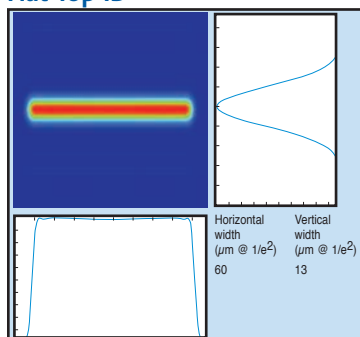 Horizontal Vertical
width width
(µm @ 1/e²) (µm @ 1/e²)
60 13